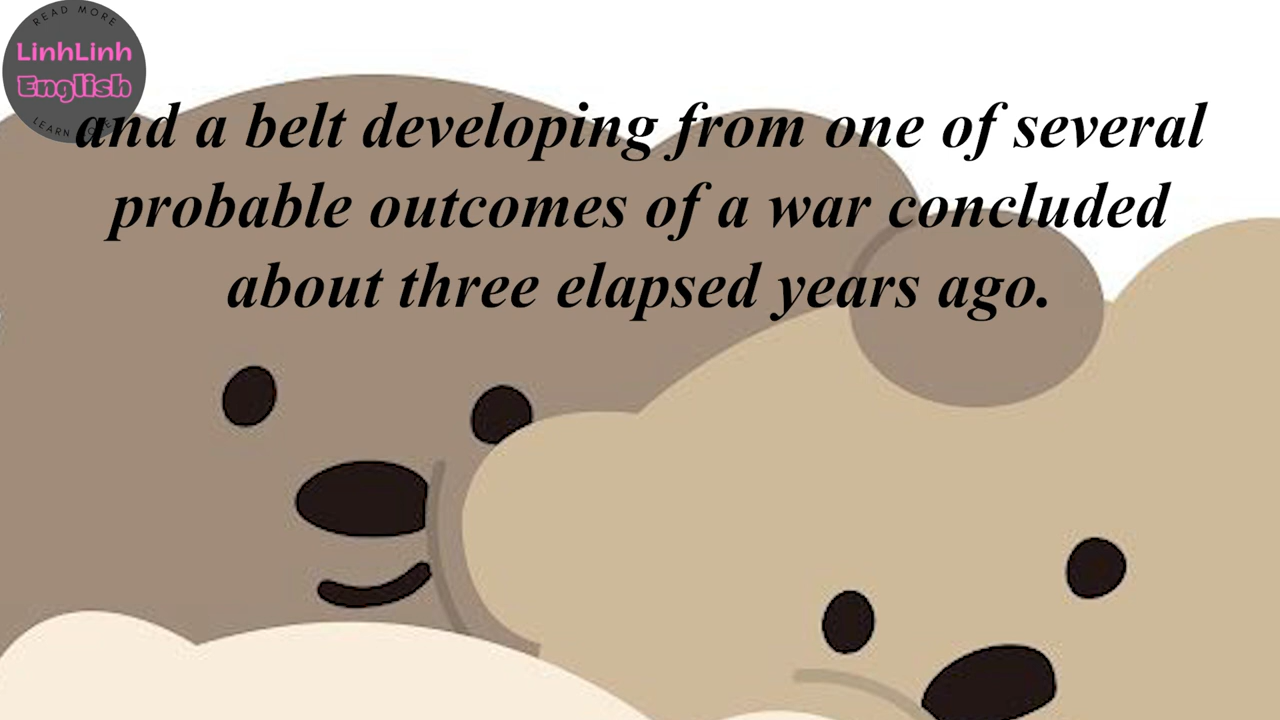 READ MORE
LinhLinh
English
LEARN MORE
and a belt developing from one of several
probable outcomes of a war concluded
about three elapsed years ago.